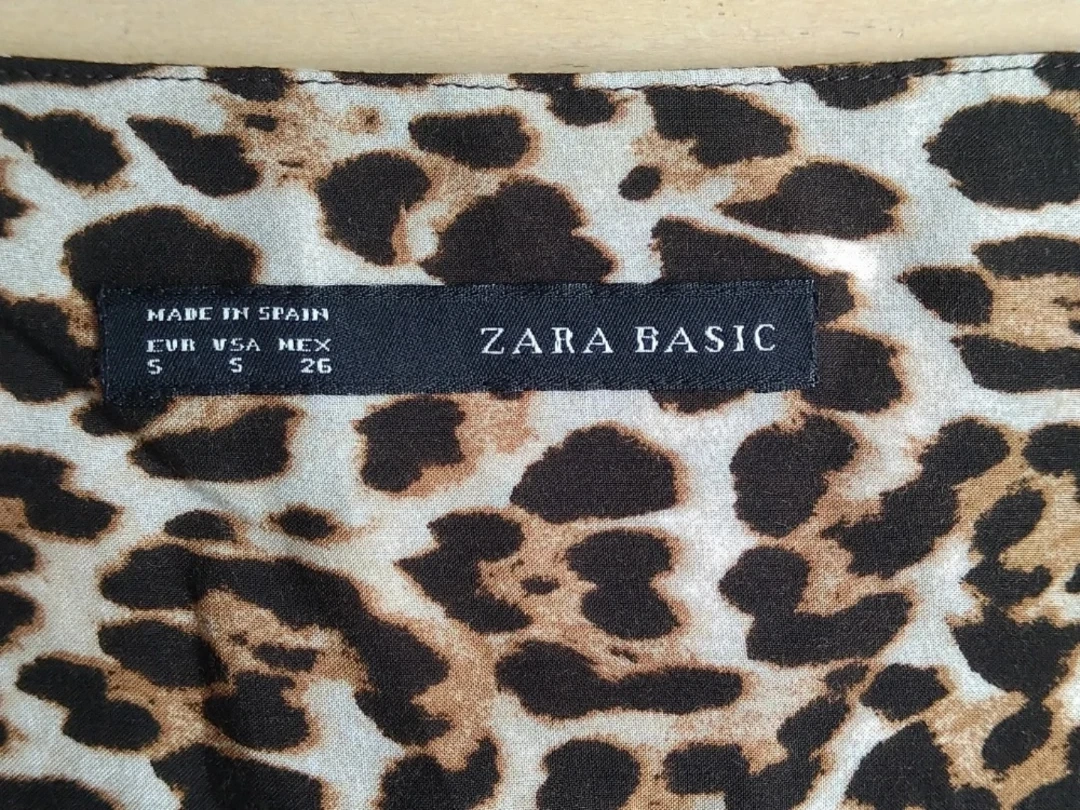 MADE IN SPAIN
EUR USA MEX
S S 26
ZARA BASIC